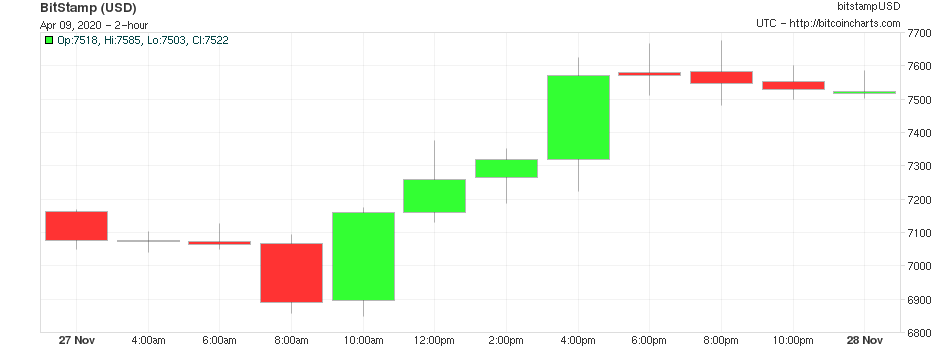 BitStamp (USD)
bitstampUSD
Apr 09, 2020 - 2-hour
UTC - http://bitcoincharts.com
Op:7518, Hi:7585, Lo:7503, Cl:7522
7700
7600
7500
7400
7300
7200
7100
7000
6900
6800
27 Nov 4:00am 6:00am 8:00am 10:00am 12:00pm 2:00pm 4:00pm 6:00pm 8:00pm 10:00pm 28 Nov